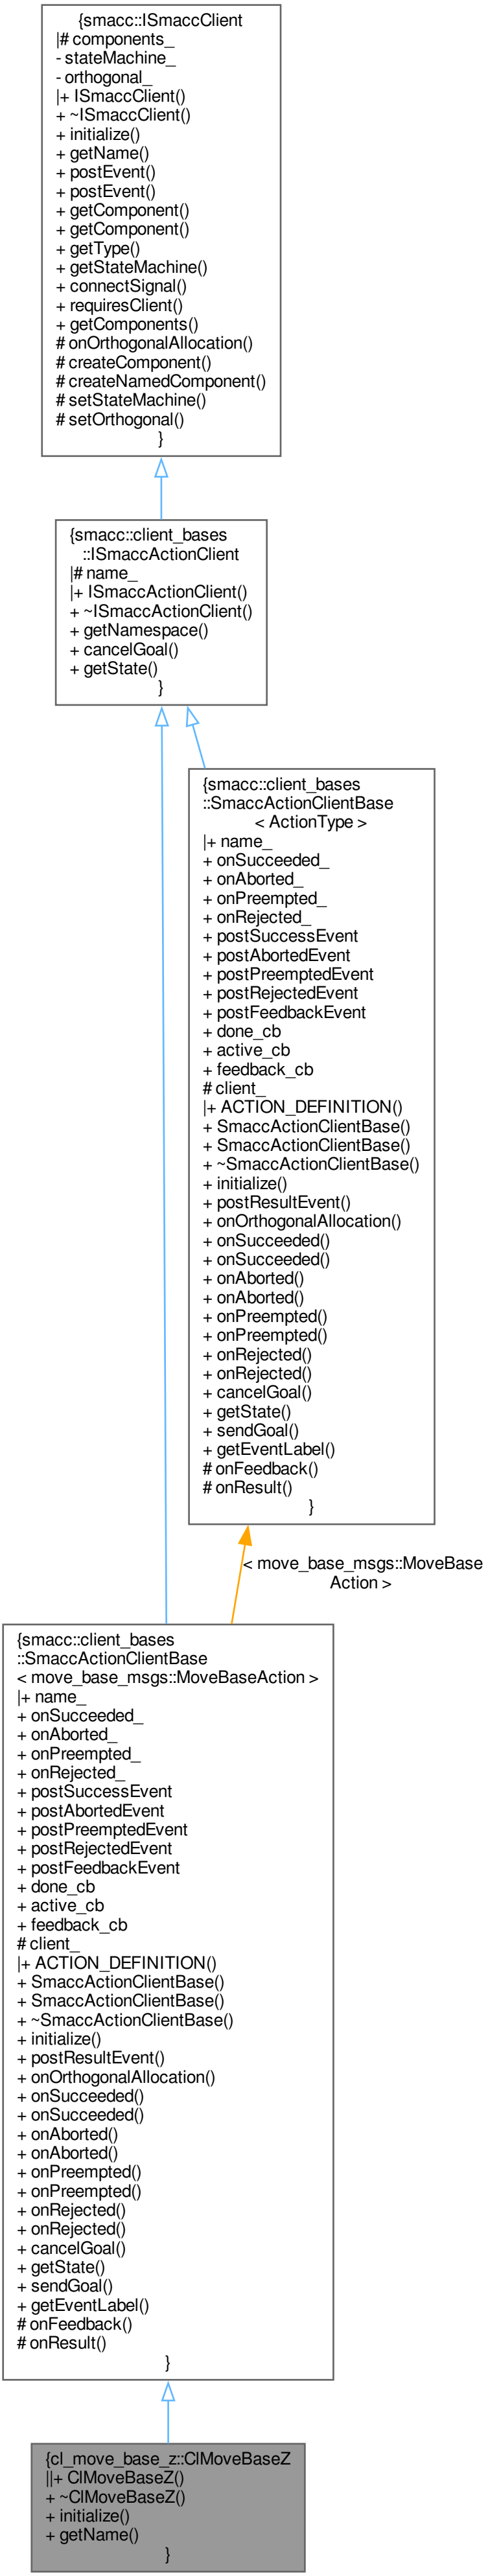 {smacc::ISmaccClient
|# components_
- stateMachine_
- orthogonal_
|+ ISmaccClient()
+ ~ISmaccClient()
+ initialize()
+ getName()
+ postEvent()
+ postEvent()
+ getComponent()
+ getComponent()
+ getType()
+ getStateMachine()
+ connectSignal()
+ requiresClient()
+ getComponents()
# onOrthogonalAllocation()
# createComponent()
# createNamedComponent()
# setStateMachine()
# setOrthogonal()
}
{smacc::client_bases
::ISmaccActionClient
|# name_
|+ ISmaccActionClient()
+ ~ISmaccActionClient()
+ getNamespace()
+ cancelGoal()
+ getState()
}
{smacc::client_bases
::SmaccActionClientBase
< ActionType >
|+ name_
+ onSucceeded_
+ onAborted_
+ onPreempted_
+ onRejected_
+ postSuccessEvent
+ postAbortedEvent
+ postPreemptedEvent
+ postRejectedEvent
+ postFeedbackEvent
+ done_cb
+ active_cb
+ feedback_cb
# client_
|+ ACTION_DEFINITION()
+ SmaccActionClientBase()
+ SmaccActionClientBase()
+ ~SmaccActionClientBase()
+ initialize()
+ postResultEvent()
+ onOrthogonalAllocation()
+ onSucceeded()
+ onSucceeded()
+ onAborted()
+ onAborted()
+ onPreempted()
+ onPreempted()
+ onRejected()
+ onRejected()
+ cancelGoal()
+ getState()
+ sendGoal()
+ getEventLabel()
# onFeedback()
# onResult()
}
< move_base_msgs::MoveBase
Action >
{smacc::client_bases
::SmaccActionClientBase
< move_base_msgs::MoveBaseAction >
|+ name_
+ onSucceeded_
+ onAborted_
+ onPreempted_
+ onRejected_
+ postSuccessEvent
+ postAbortedEvent
+ postPreemptedEvent
+ postRejectedEvent
+ postFeedbackEvent
+ done_cb
+ active_cb
+ feedback_cb
# client_
|+ ACTION_DEFINITION()
+ SmaccActionClientBase()
+ SmaccActionClientBase()
+ ~SmaccActionClientBase()
+ initialize()
+ postResultEvent()
+ onOrthogonalAllocation()
+ onSucceeded()
+ onSucceeded()
+ onAborted()
+ onAborted()
+ onPreempted()
+ onPreempted()
+ onRejected()
+ onRejected()
+ cancelGoal()
+ getState()
+ sendGoal()
+ getEventLabel()
# onFeedback()
# onResult()
}
{cl_move_base_z::ClMoveBaseZ
||+ ClMoveBaseZ()
+ ~ClMoveBaseZ()
+ initialize()
+ getName()
}